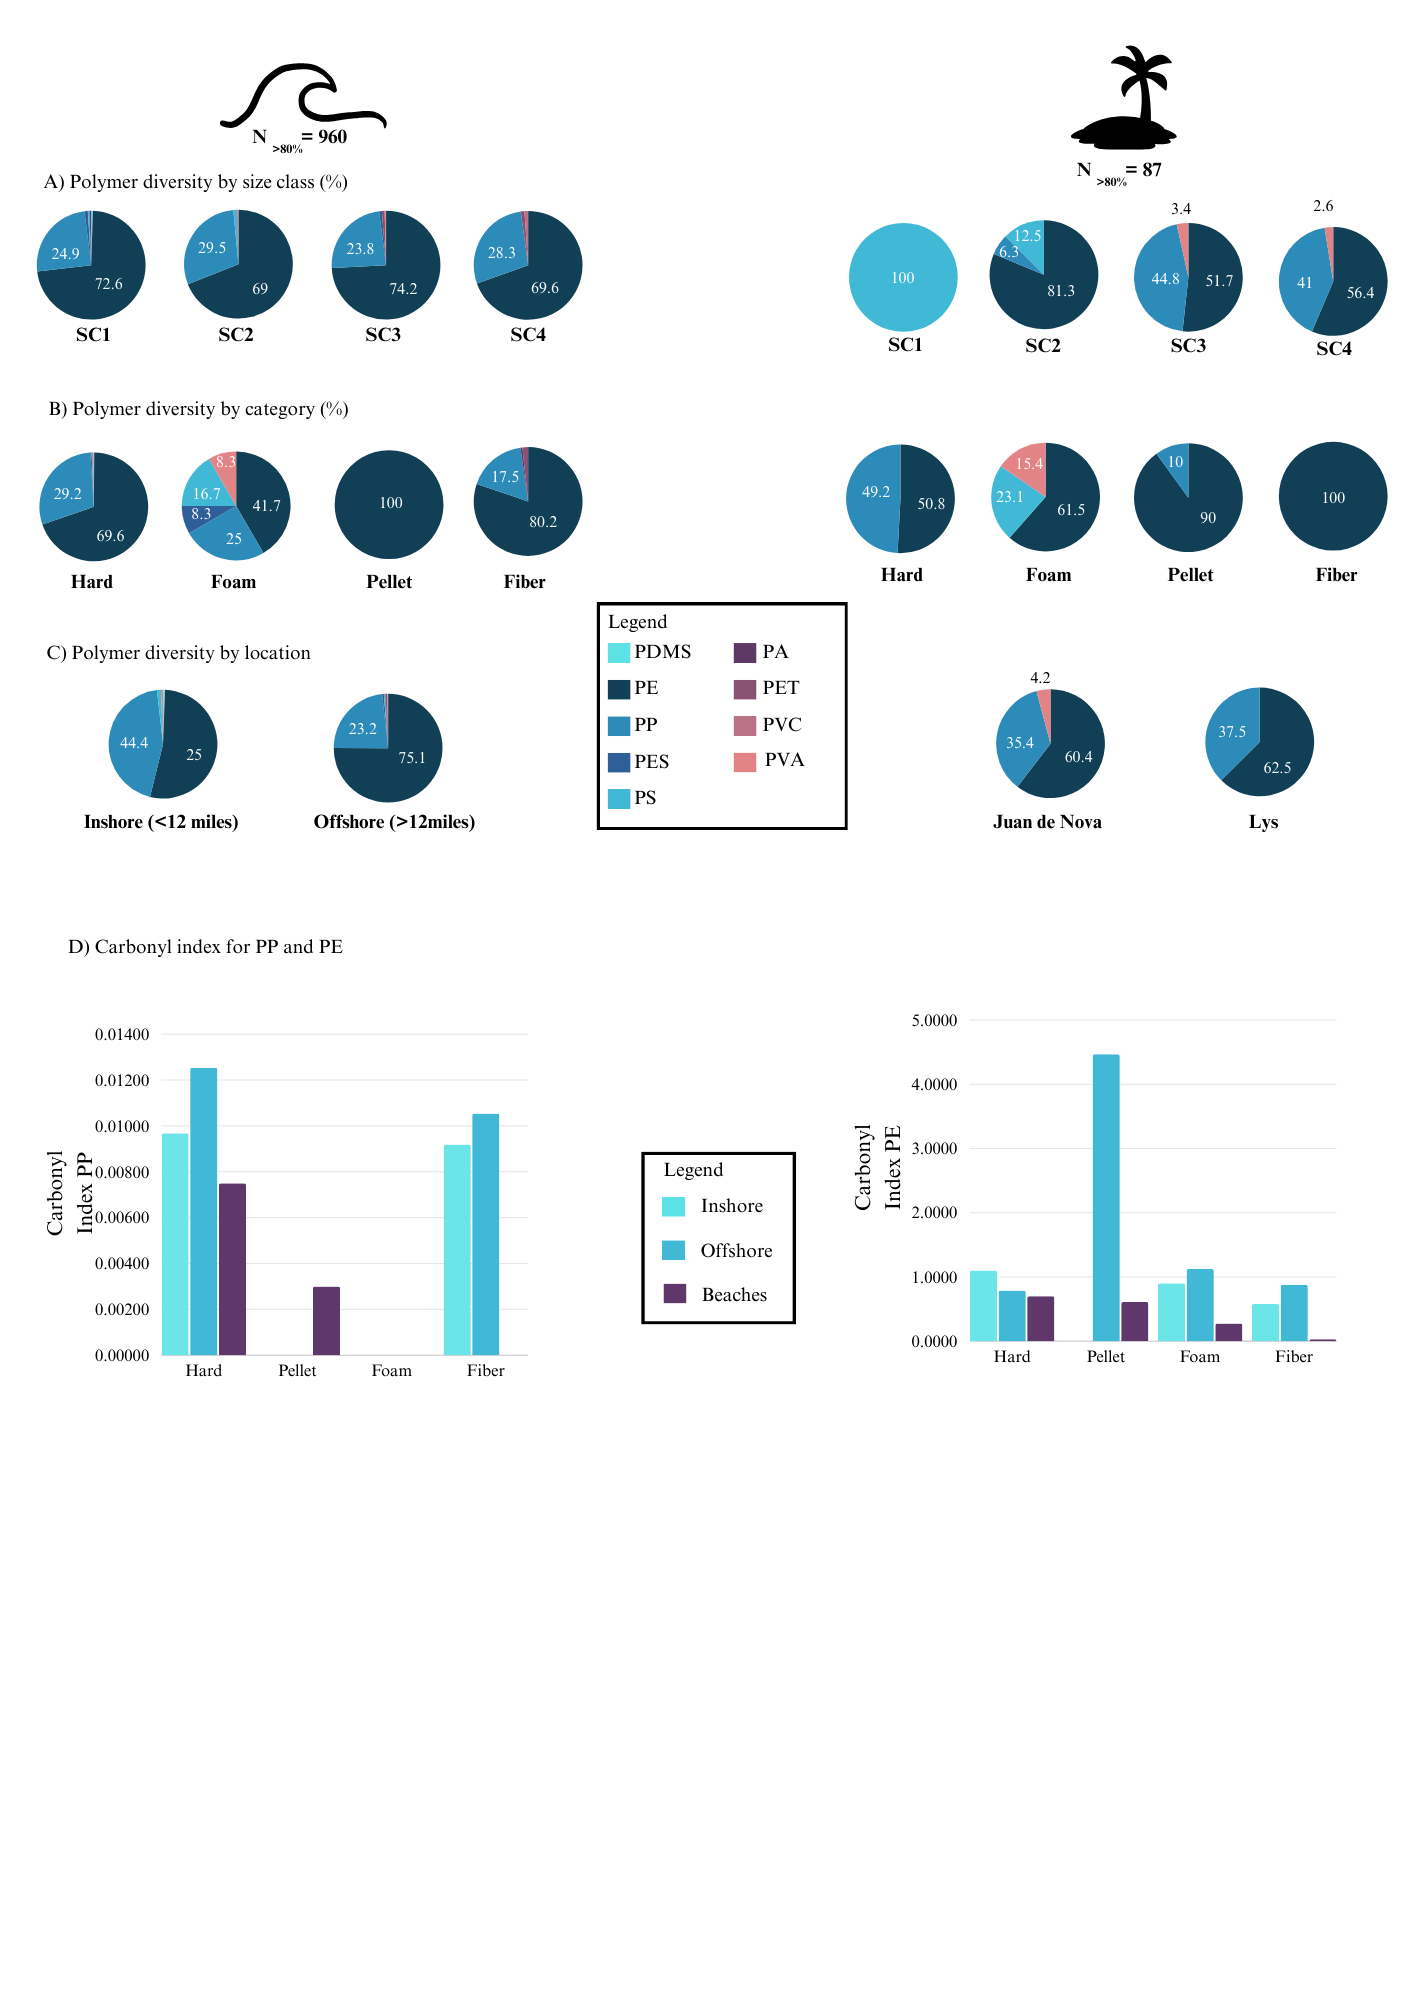 N >80% = 960
N >80% = 87
A) Polymer diversity by size class (%)
24.9 72.6
29.5 69
23.8 74.2
28.3 69.6
100
12.5 6.3 81.3
3.4 44.8 51.7
2.6 41 56.4
SC1 SC2 SC3 SC4
SC1 SC2 SC3 SC4
B) Polymer diversity by category (%)
29.2 69.6
8.3 16.7 8.3 25 41.7
100
17.5 80.2
49.2 50.8
15.4 23.1 61.5
10 90
100
Hard Foam Pellet Fiber
Hard Foam Pellet Fiber
Legend
PDMS PA
PE PET
PP PVC
PES PVA
PS
C) Polymer diversity by location
44.4 25
23.2 75.1
4.2 35.4 60.4
37.5 62.5
Inshore (<12 miles) Offshore (>12miles)
Juan de Nova Lys
D) Carbonyl index for PP and PE
Carbonyl
Index PP
0.01400
0.01200
0.01000
0.00800
0.00600
0.00400
0.00200
0.00000
Hard Pellet Foam Fiber
Legend
Inshore
Offshore
Beaches
Carbonyl
Index PE
5.0000
4.0000
3.0000
2.0000
1.0000
0.0000
Hard Pellet Foam Fiber